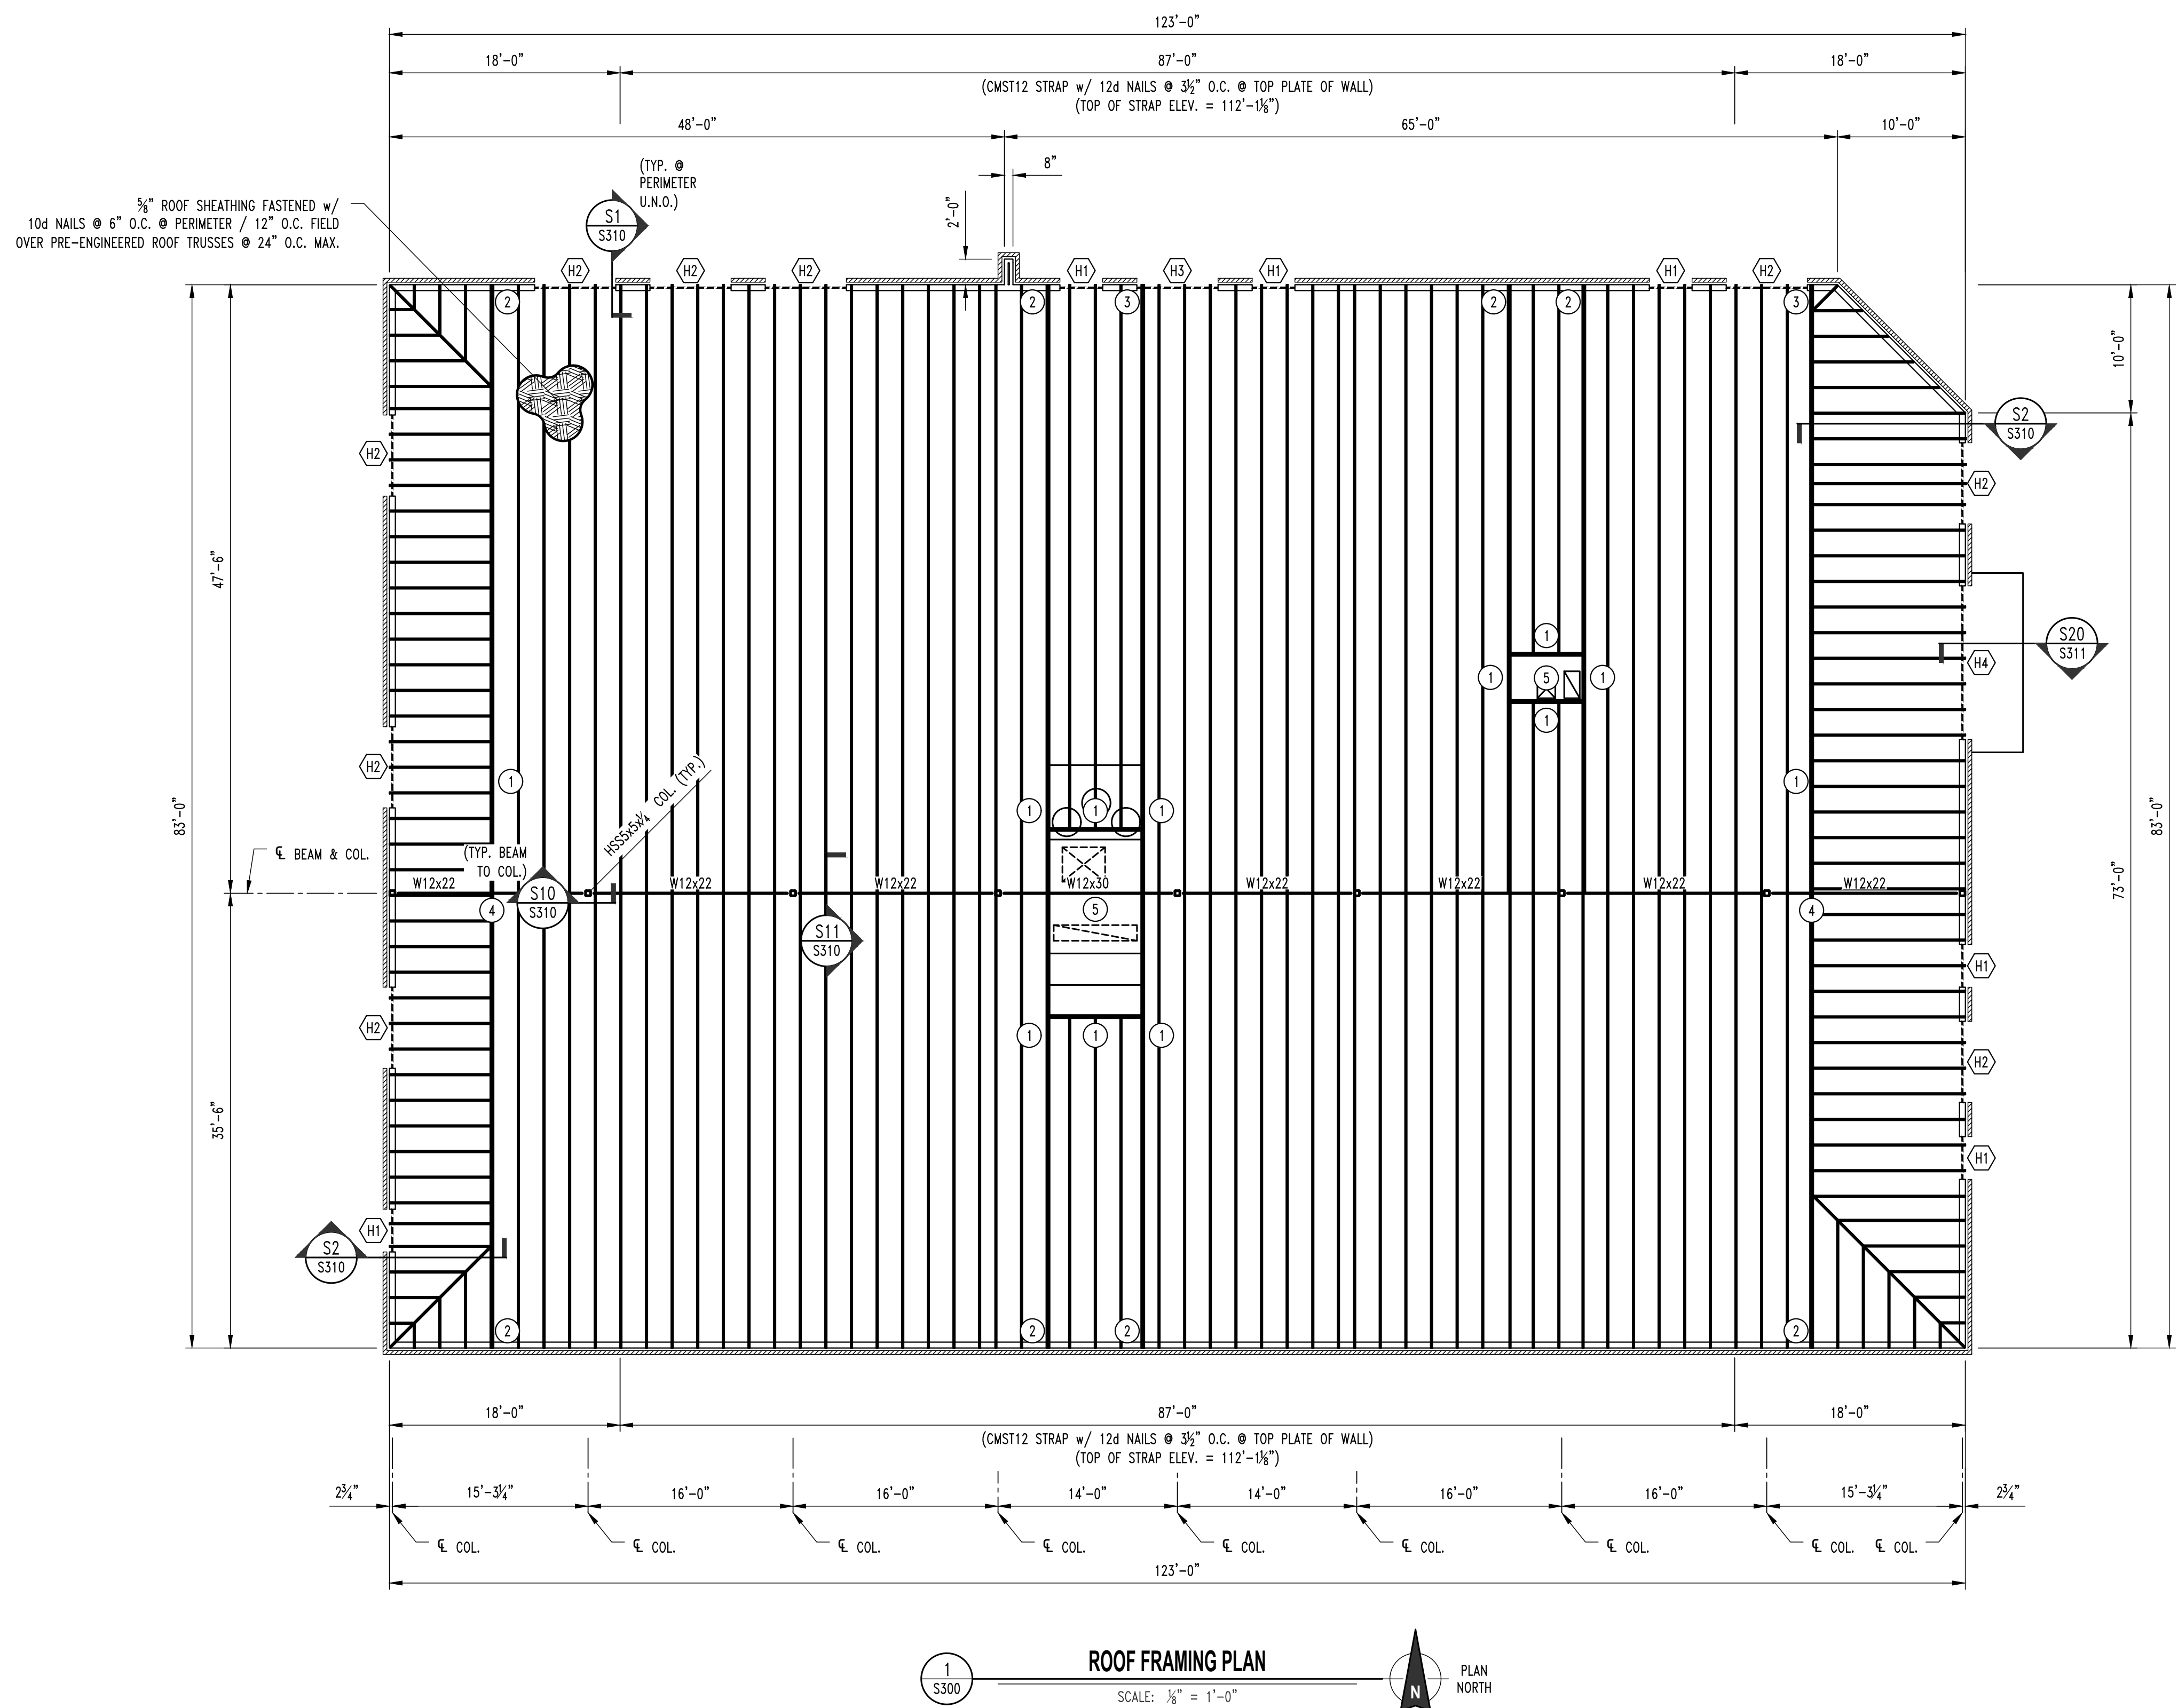 123'-0"
18'-0"
87'-0"
18'-0"
(CMST12 STRAP w/ 12d NAILS @ 3½" O.C. @ TOP PLATE OF WALL)
(TOP OF STRAP ELEV. = 112'-1⅛")
48'-0"
65'-0"
10'-0"
8"
2'-0"
(TYP. @
PERIMETER
U.N.O.)
S1
S310
⅝" ROOF SHEATHING FASTENED w/
10d NAILS @ 6" O.C. @ PERIMETER / 12" O.C. FIELD
OVER PRE-ENGINEERED ROOF TRUSSES @ 24" O.C. MAX.
H2
H2
H2
H1
H3
H1
H1
H2
2
2
3
2
2
3
10'-0"
S2
S310
H2
H2
47'-6"
83'-0"
83'-0"
73'-0"
S20
S311
H4
1
1
5
1
1
H2
1
1
HSS5x5x¼ COL. (TYP.)
1
1
1
℄ BEAM & COL.
(TYP. BEAM
TO COL.)
W12x22
W12x22
W12x22
W12x30
W12x22
W12x22
W12x22
W12x22
4
S10
S310
5
4
S11
S310
H1
H2
1
1
1
H2
35'-6"
H1
H1
S2
S310
2
2
2
2
18'-0"
87'-0"
18'-0"
(CMST12 STRAP w/ 12d NAILS @ 3½" O.C. @ TOP PLATE OF WALL)
(TOP OF STRAP ELEV. = 112'-1⅛")
2¾"
15'-3¼"
16'-0"
16'-0"
14'-0"
14'-0"
16'-0"
16'-0"
15'-3¼"
2¾"
℄ COL.
℄ COL.
℄ COL.
℄ COL.
℄ COL.
℄ COL.
℄ COL.
℄ COL.
℄ COL.
123'-0"
1
S300
ROOF FRAMING PLAN
SCALE: ⅛" = 1'-0"
N
PLAN
NORTH